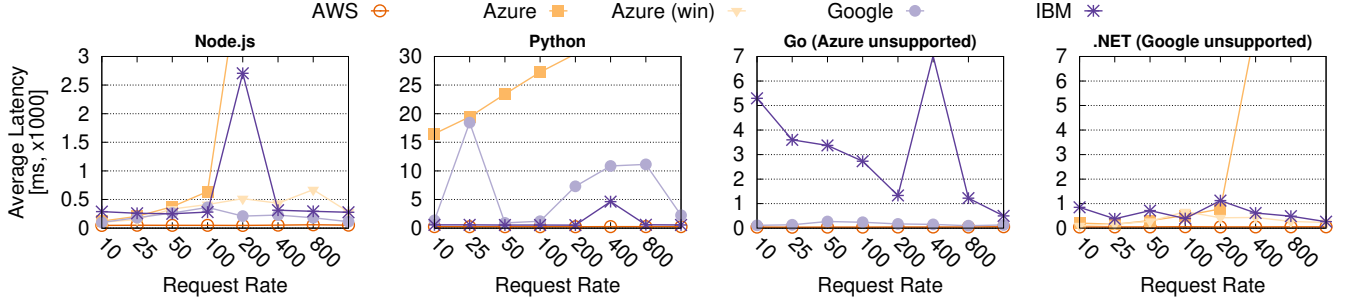 AWS Azure Azure (win) Google IBM
Node.js Python Go (Azure unsupported) .NET (Google unsupported)
Average Latency
[ms, x1000]
3
2.5
2
1.5
1
0.5
0
10 25 50 100 200 400 800
Request Rate
30
25
20
15
10
5
0
10 25 50 100 200 400 800
Request Rate
7
6
5
4
3
2
1
0
10 25 50 100 200 400 800
Request Rate
7
6
5
4
3
2
1
0
10 25 50 100 200 400 800
Request Rate